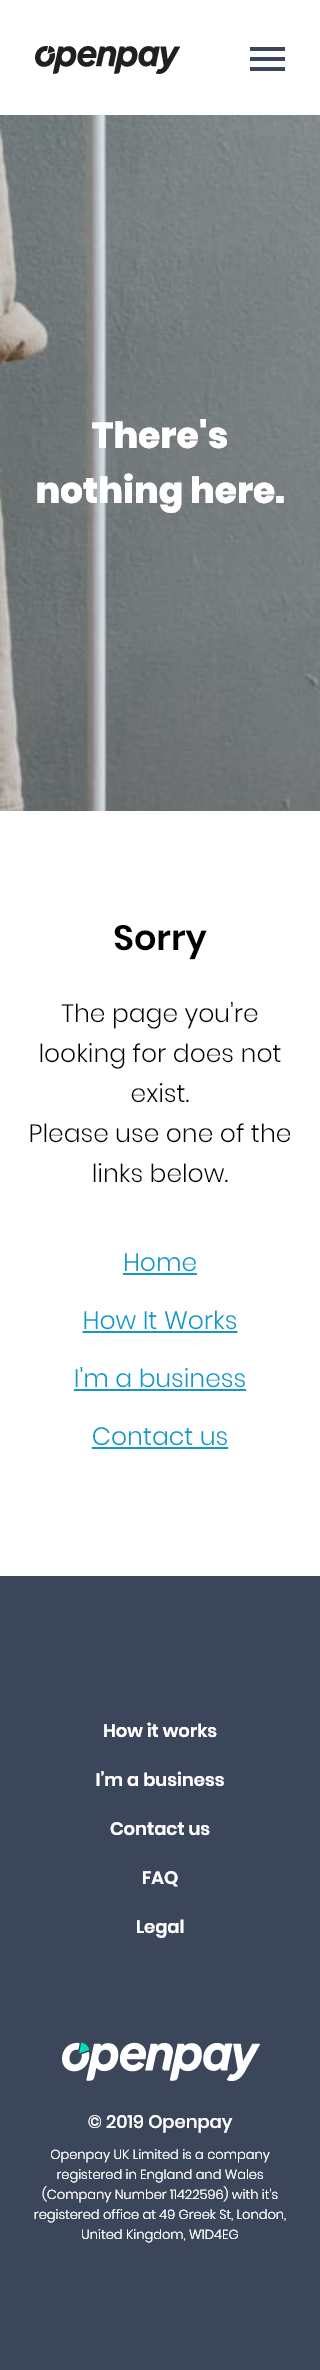 openpay
There's
nothing here.
Sorry
The page you're
looking for does not
exist.
Please use one of the
links below.
Home
How It Works
I'm a business
Contact us
How it works
I'm a business
Contact us
FAQ
Legal
openpay
© 2019 Openpay
Openpay UK Limited is a company
registered in England and Wales
(Company Number 11422596) with it's
registered office at 49 Greek St, London,
United Kingdom, W1D4EG